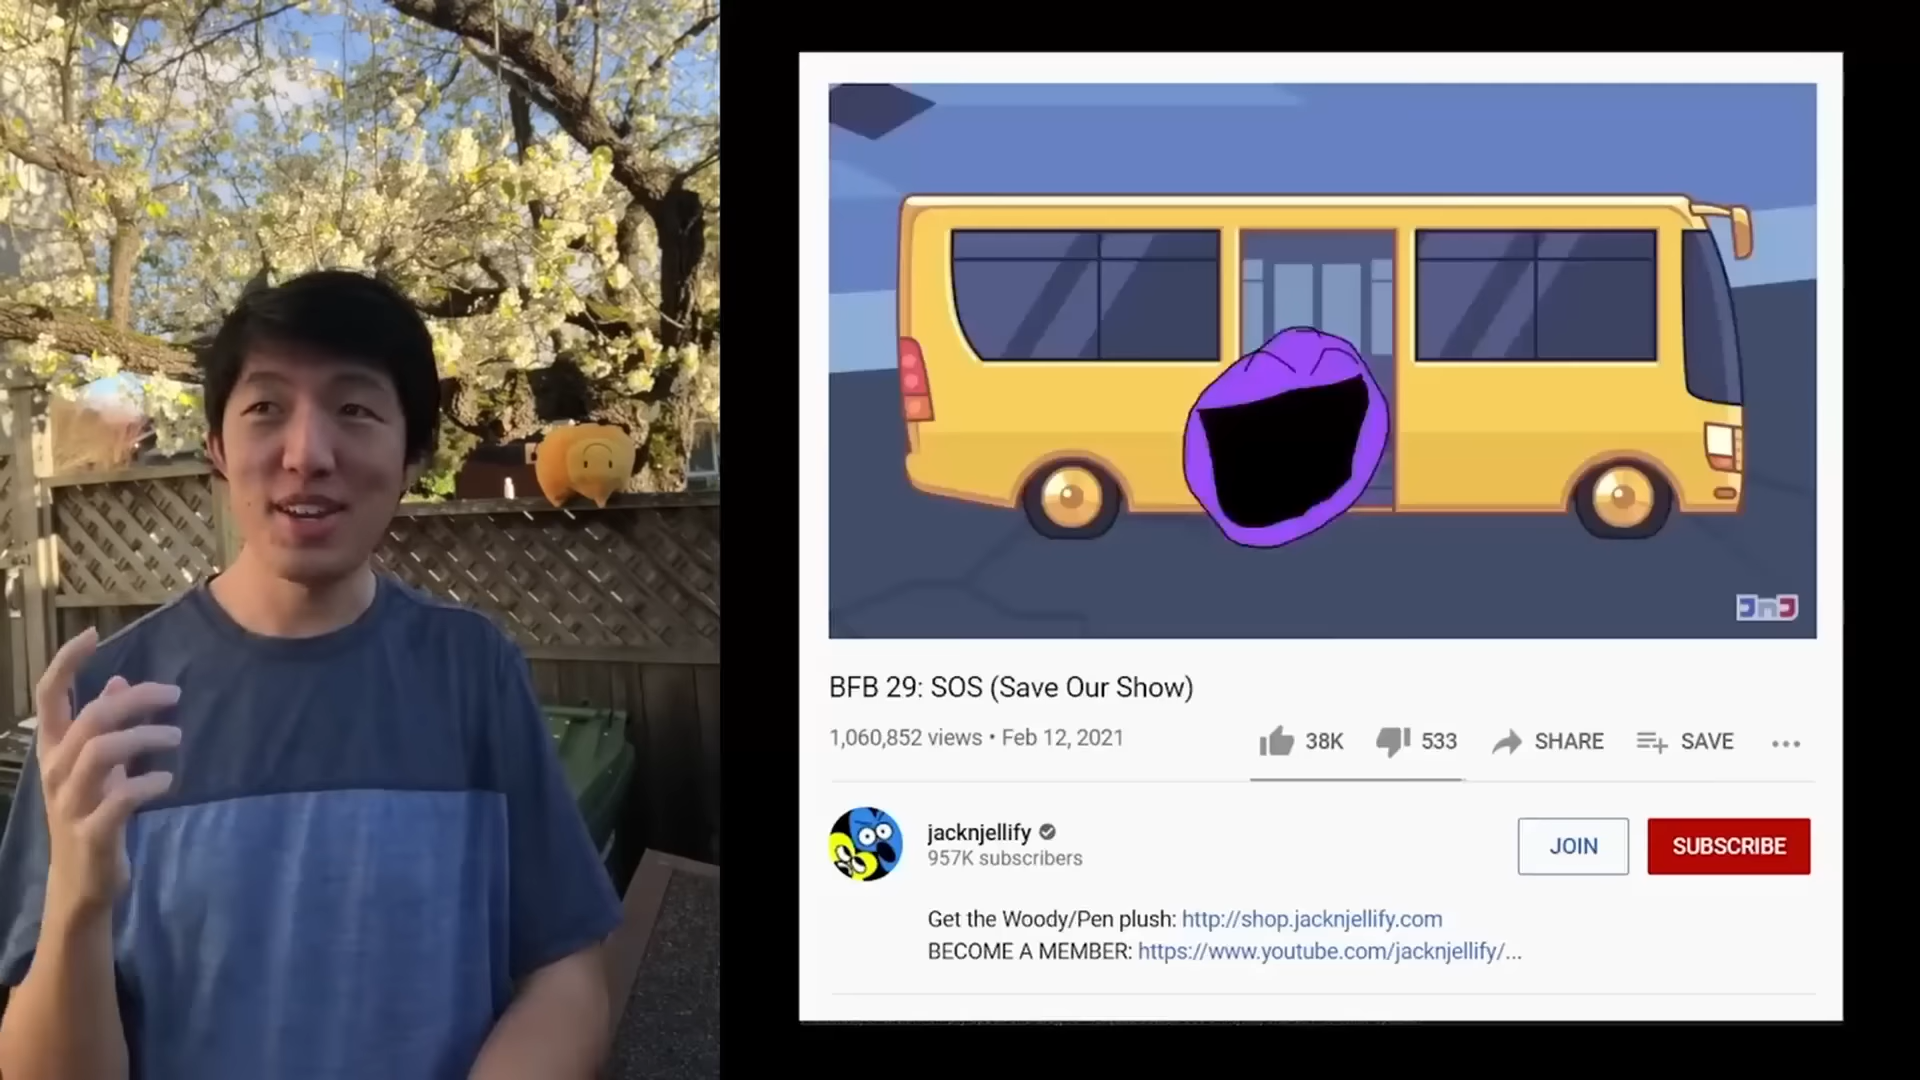 JnJ
BFB 29: SOS (Save Our Show)
1,060,852 views • Feb 12, 2021
38K
533
SHARE
SAVE
jacknjellify
957K subscribers
JOIN
SUBSCRIBE
Get the Woody/Pen plush: http://shop.jacknjellify.com
BECOME A MEMBER: https://www.youtube.com/jacknjellify/...